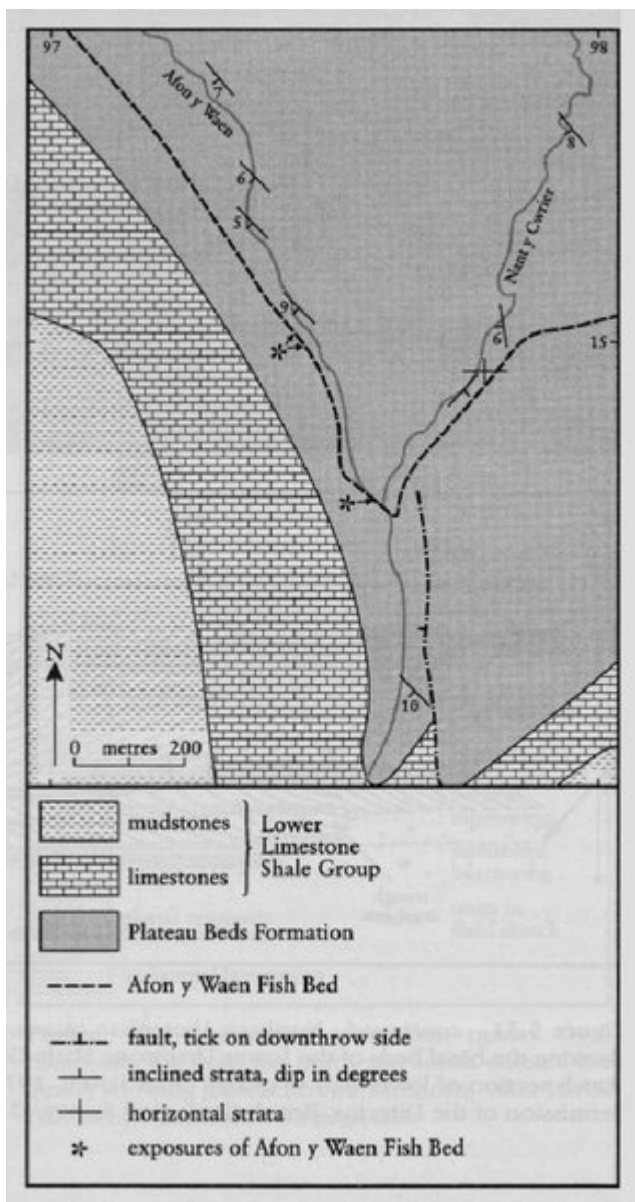 97
98
Afon y Waen
6
8
5
Nant y Cwrier
6
6
15
10
N
0 metres 200
mudstones
limestones
Lower
Limestone
Shale Group
Plateau Beds Formation
Afon y Waen Fish Bed
fault, tick on downthrow side
inclined strata, dip in degrees
horizontal strata
exposures of Afon y Waen Fish Bed